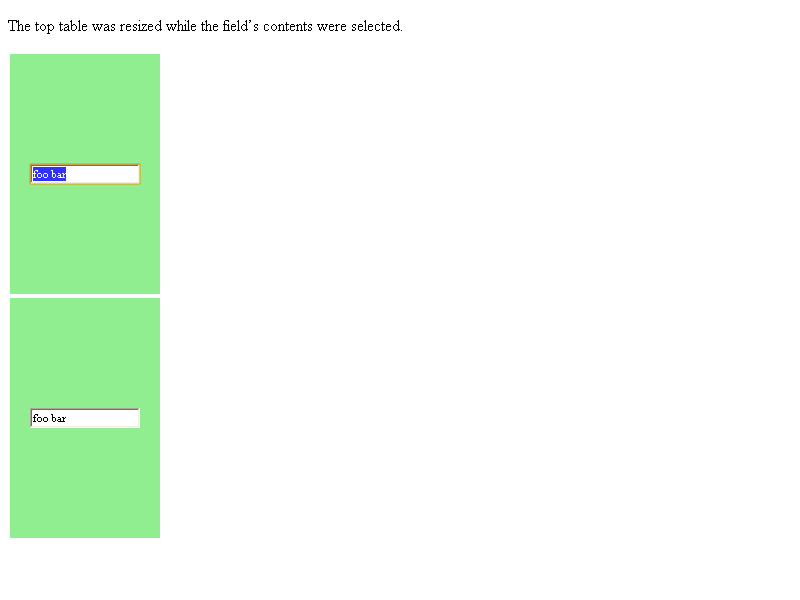 The top table was resized while the field’s contents were selected.
foo bar
foo bar